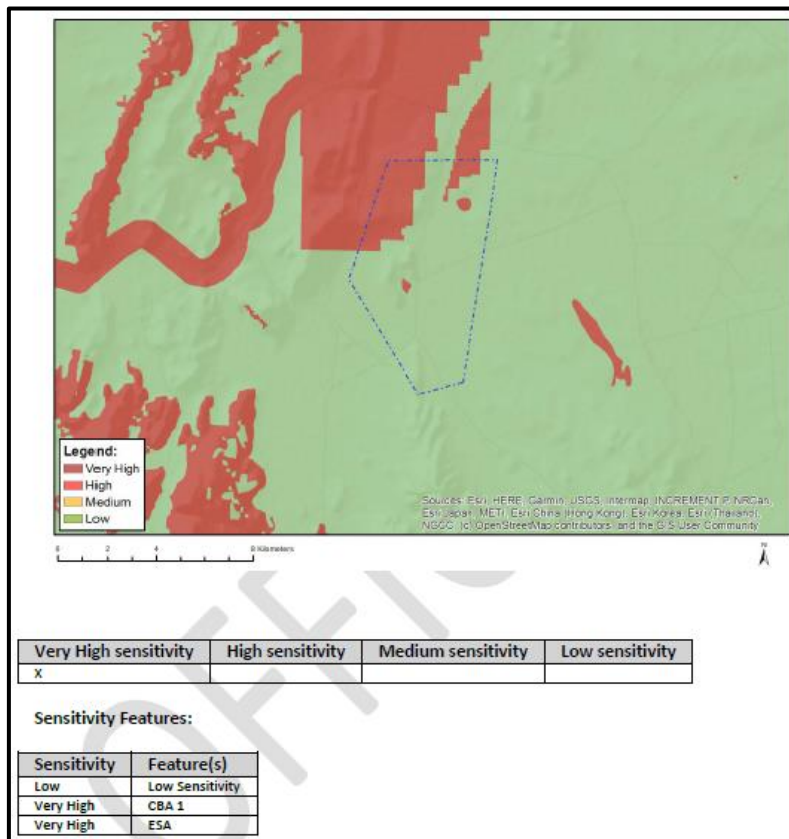 Legend:
Very High
High
Medium
Low
Sources: Esri, HERE, Garmin, USGS, Intermap, INCREMENT P, NRCan,
Esri Japan, METI, Esri China (Hong Kong), Esri Korea, Esri (Thailand),
NGCC, (c) OpenStreetMap contributors, and the GIS User Community
0 2 4 8 Kilometers
N
Very High sensitivity High sensitivity Medium sensitivity Low sensitivity
X
Sensitivity Features:
Sensitivity Feature(s)
Low Low Sensitivity
Very High CBA 1
Very High ESA
OFFIC